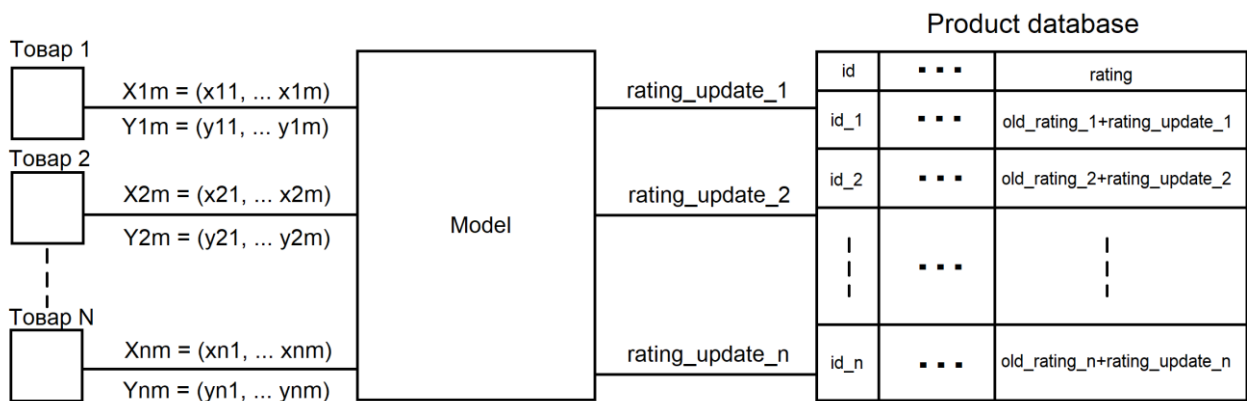 Product database
Товар 1
X1m = (x11, ... x1m)
Y1m = (y11, ... y1m)
Товар 2
X2m = (x21, ... x2m)
Y2m = (y21, ... y2m)
Товар N
Xnm = (xn1, ... xnm)
Ynm = (yn1, ... ynm)
Model
rating_update_1
rating_update_2
rating_update_n
id ... rating
id_1 ... old_rating_1+rating_update_1
id_2 ... old_rating_2+rating_update_2
...
id_n ... old_rating_n+rating_update_n